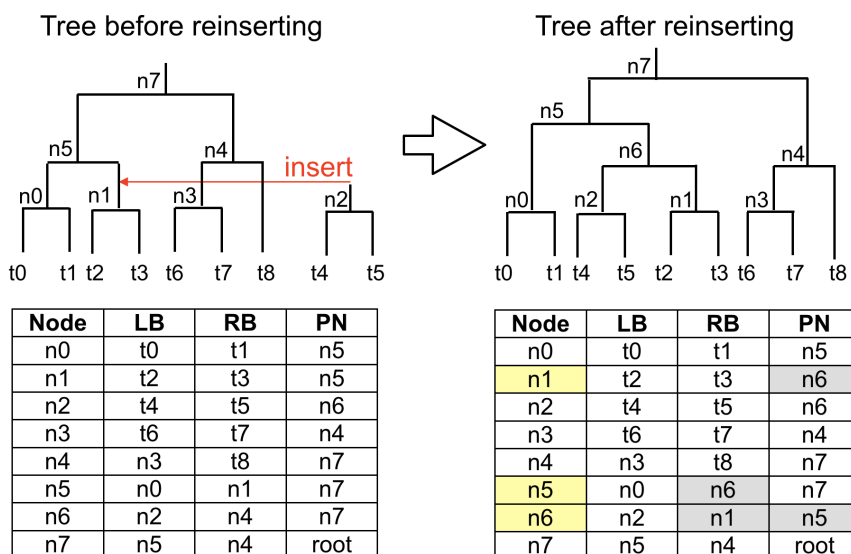 Tree before reinserting
n7
n5 n4
insert
n0 n1 n3 n2
t0 t1 t2 t3 t6 t7 t8 t4 t5
Node LB RB PN
n0 t0 t1 n5
n1 t2 t3 n5
n2 t4 t5 n6
n3 t6 t7 n4
n4 n3 t8 n7
n5 n0 n1 n7
n6 n2 n4 n7
n7 n5 n4 root
Tree after reinserting
n7
n5
n6 n4
n0 n2 n1 n3
t0 t1 t4 t5 t2 t3 t6 t7 t8
Node LB RB PN
n0 t0 t1 n5
n1 t2 t3 n6
n2 t4 t5 n6
n3 t6 t7 n4
n4 n3 t8 n7
n5 n0 n6 n7
n6 n2 n1 n5
n7 n5 n4 root